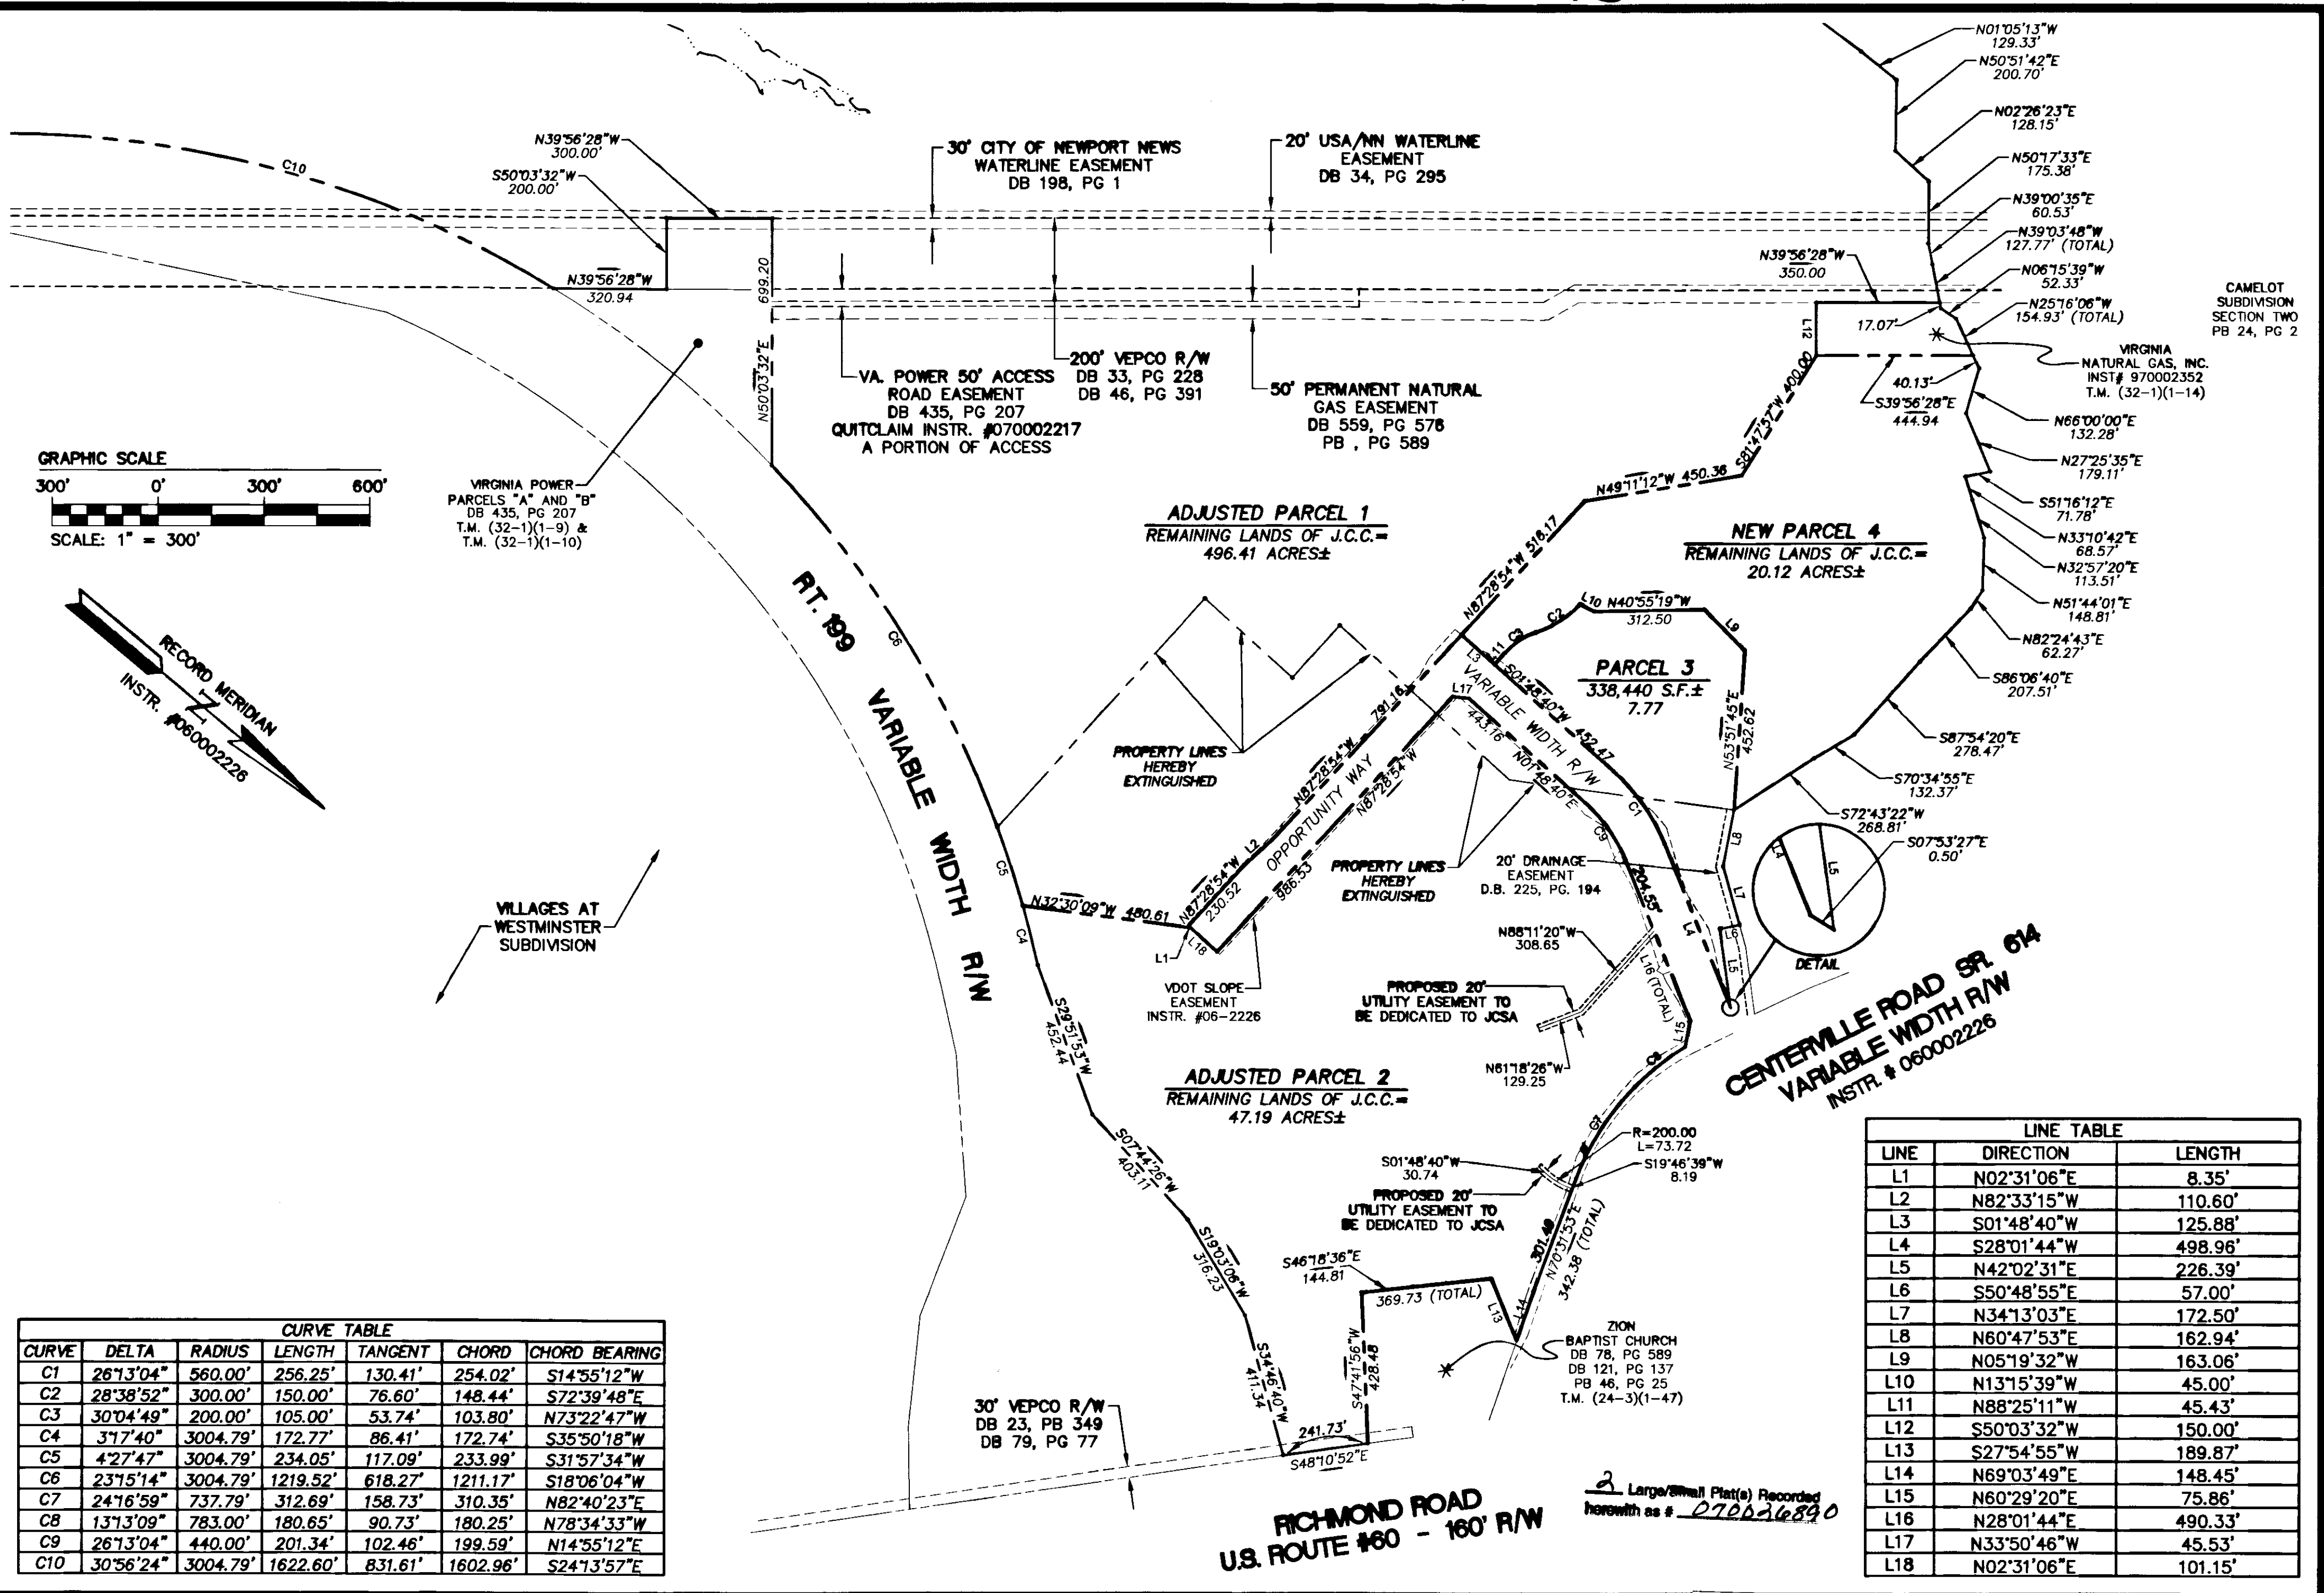 N01°05'13"W
129.33'
N50°51'42"E
200.70'
N02°26'23"E
128.15'
N50°17'33"E
175.38'
N39°00'35"E
60.53'
N39°03'48"W
127.77' (TOTAL)
N06°15'39"W
52.33'
N25°16'06"W
154.93' (TOTAL)
CAMELOT
SUBDIVISION
SECTION TWO
PB 24, PG 2
VIRGINIA
NATURAL GAS, INC.
INST# 970002352
T.M. (32-1)(1-14)
N66°00'00"E
132.28'
N27°25'35"E
179.11'
S51°16'12"E
71.78'
N33°10'42"E
68.57'
N32°57'20"E
113.51'
N51°44'01"E
148.81'
N82°24'43"E
62.27'
S86°06'40"E
207.51'
S87°54'20"E
278.47'
S70°34'55"E
132.37'
S72°43'22"W
268.81'
S07°53'27"E
0.50'
C10
N39°56'28"W
300.00'
S50°03'32"W
200.00'
N39°56'28"W
320.94
699.20
N50°03'32"E
30' CITY OF NEWPORT NEWS
WATERLINE EASEMENT
DB 198, PG 1
20' USA/NN WATERLINE
EASEMENT
DB 34, PG 295
N39°56'28"W
350.00
17.07'
L12
40.13'
S39°56'28"E
444.94
VA. POWER 50' ACCESS
ROAD EASEMENT
DB 435, PG 207
QUITCLAIM INSTR. #070002217
A PORTION OF ACCESS
200' VEPCO R/W
DB 33, PG 228
DB 46, PG 391
50' PERMANENT NATURAL
GAS EASEMENT
DB 559, PG 576
PB , PG 589
GRAPHIC SCALE
300' 0' 300' 600'
SCALE: 1" = 300'
VIRGINIA POWER
PARCELS "A" AND "B"
DB 435, PG 207
T.M. (32-1)(1-9) &
T.M. (32-1)(1-10)
RECORD MERIDIAN
N
INSTR. #060002226
ADJUSTED PARCEL 1
REMAINING LANDS OF J.C.C.=
496.41 ACRES±
S81°47'57"W 400.00
N49°11'12"W 450.36
N87°28'54"W 516.17
NEW PARCEL 4
REMAINING LANDS OF J.C.C.=
20.12 ACRES±
L10 N40°55'19"W
312.50
C2
C3
L11
L9
L3
PARCEL 3
338,440 S.F.±
7.77
N53°51'45"E
452.62
S01°48'40"W 452.47
VARIABLE WIDTH R/W
L17
443.16
N01°48'40"E
C1
C9
RT. 199 VARIABLE WIDTH R/W
C6
C5
C4
PROPERTY LINES
HEREBY
EXTINGUISHED
N87°28'54"W 791.16
L2
N87°28'54"W
230.52
OPPORTUNITY WAY
N87°28'54"W
986.53
L18
L1
N32°30'09"W 480.61
VDOT SLOPE
EASEMENT
INSTR. #06-2226
PROPERTY LINES
HEREBY
EXTINGUISHED
20' DRAINAGE
EASEMENT
D.B. 225, PG. 194
204.55'
L4
L8
L7
L6
L5
L4
L5
DETAIL
VILLAGES AT
WESTMINSTER
SUBDIVISION
N88°11'20"W
308.65
PROPOSED 20'
UTILITY EASEMENT TO
BE DEDICATED TO JCSA
N61°18'26"W
129.25
L16 (TOTAL)
L15
C8
C7
CENTERVILLE ROAD SR. 614
VARIABLE WIDTH R/W
INSTR. # 060002226
S29°51'53"W
452.44
ADJUSTED PARCEL 2
REMAINING LANDS OF J.C.C.=
47.19 ACRES±
S07°44'26"W
403.11
S19°03'06"W
316.23
S34°46'40"W
411.34
R=200.00
L=73.72
S01°48'40"W
30.74
S19°46'39"W
8.19
PROPOSED 20'
UTILITY EASEMENT TO
BE DEDICATED TO JCSA
301.49
N70°31'53"E
342.38 (TOTAL)
S46°18'36"E
144.81
369.73 (TOTAL)
L13
L14
S47°41'56"W
428.48
ZION
BAPTIST CHURCH
DB 78, PG 589
DB 121, PG 137
PB 46, PG 25
T.M. (24-3)(1-47)
30' VEPCO R/W
DB 23, PB 349
DB 79, PG 77
241.73'
S48°10'52"E
RICHMOND ROAD
U.S. ROUTE #60 - 160' R/W
2 Large/Small Plat(s) Recorded
herewith as # 070026890
CURVE TABLE
CURVE DELTA RADIUS LENGTH TANGENT CHORD CHORD BEARING
C1 26°13'04" 560.00' 256.25' 130.41' 254.02' S14°55'12"W
C2 28°38'52" 300.00' 150.00' 76.60' 148.44' S72°39'48"E
C3 30°04'49" 200.00' 105.00' 53.74' 103.80' N73°22'47"W
C4 3°17'40" 3004.79' 172.77' 86.41' 172.74' S35°50'18"W
C5 4°27'47" 3004.79' 234.05' 117.09' 233.99' S31°57'34"W
C6 23°15'14" 3004.79' 1219.52' 618.27' 1211.17' S18°06'04"W
C7 24°16'59" 737.79' 312.69' 158.73' 310.35' N82°40'23"E
C8 13°13'09" 783.00' 180.65' 90.73' 180.25' N78°34'33"W
C9 26°13'04" 440.00' 201.34' 102.46' 199.59' N14°55'12"E
C10 30°56'24" 3004.79' 1622.60' 831.61' 1602.96' S24°13'57"E
LINE TABLE
LINE DIRECTION LENGTH
L1 N02°31'06"E 8.35'
L2 N82°33'15"W 110.60'
L3 S01°48'40"W 125.88'
L4 S28°01'44"W 498.96'
L5 N42°02'31"E 226.39'
L6 S50°48'55"E 57.00'
L7 N34°13'03"E 172.50'
L8 N60°47'53"E 162.94'
L9 N05°19'32"W 163.06'
L10 N13°15'39"W 45.00'
L11 N88°25'11"W 45.43'
L12 S50°03'32"W 150.00'
L13 S27°54'55"W 189.87'
L14 N69°03'49"E 148.45'
L15 N60°29'20"E 75.86'
L16 N28°01'44"E 490.33'
L17 N33°50'46"W 45.53'
L18 N02°31'06"E 101.15'